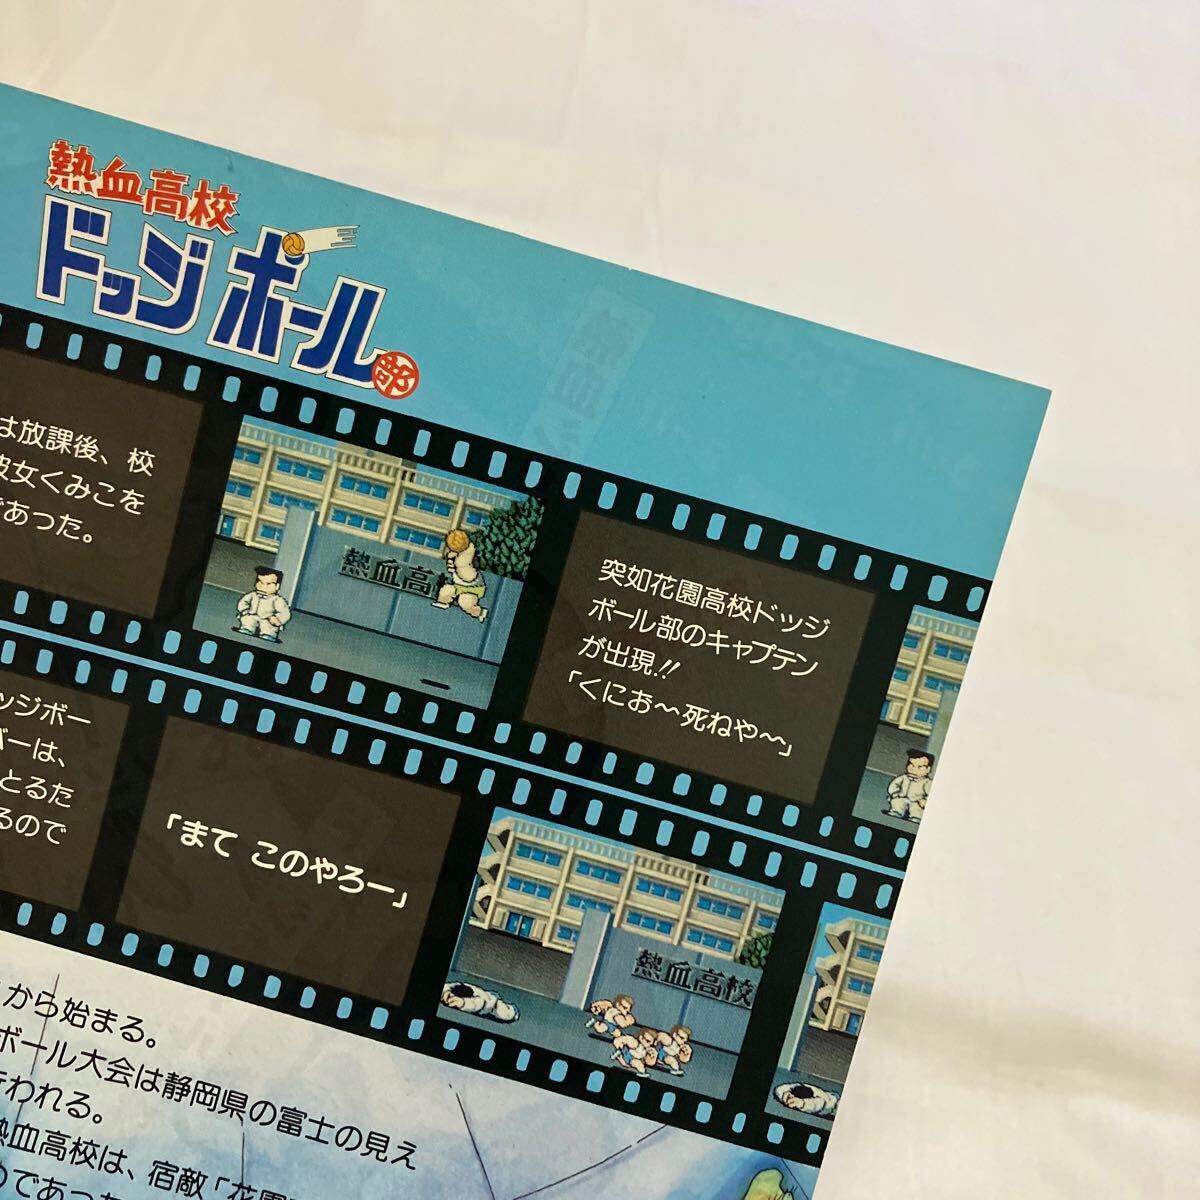 熱血高校
ドッジボール部
は放課後、校
彼女くみこを
であった。
熱血高校
突如花園高校ドッジ
ボール部のキャプテン
が出現!!
「くにお〜死ねや〜」
ッジボー
バーは、
とるた
るので
「まて このやろー」
熱血高校
から始まる。
ボール大会は静岡県の富士の見え
行われる。
熱血高校は、宿敵「花園
のであった